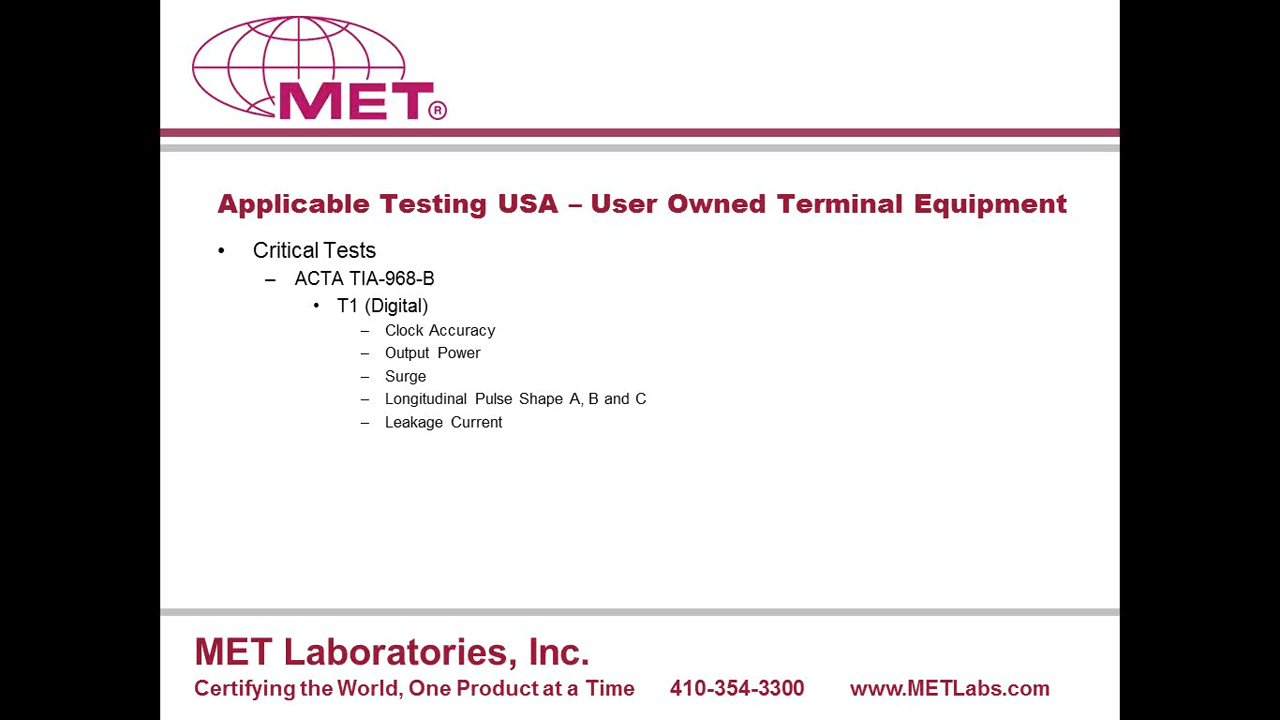 MET®
Applicable Testing USA – User Owned Terminal Equipment
• Critical Tests
– ACTA TIA-968-B
• T1 (Digital)
– Clock Accuracy
– Output Power
– Surge
– Longitudinal Pulse Shape A, B and C
– Leakage Current
MET Laboratories, Inc.
Certifying the World, One Product at a Time 410-354-3300 www.METLabs.com